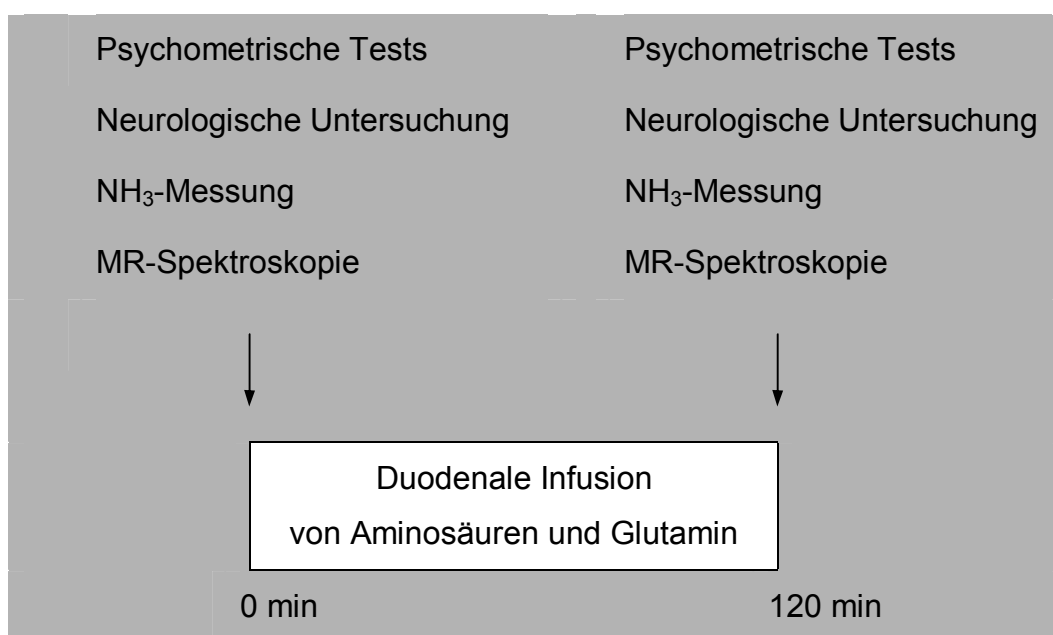 Psychometrische Tests
Neurologische Untersuchung
NH₃-Messung
MR-Spektroskopie
Psychometrische Tests
Neurologische Untersuchung
NH₃-Messung
MR-Spektroskopie
Duodenale Infusion
von Aminosäuren und Glutamin
0 min
120 min